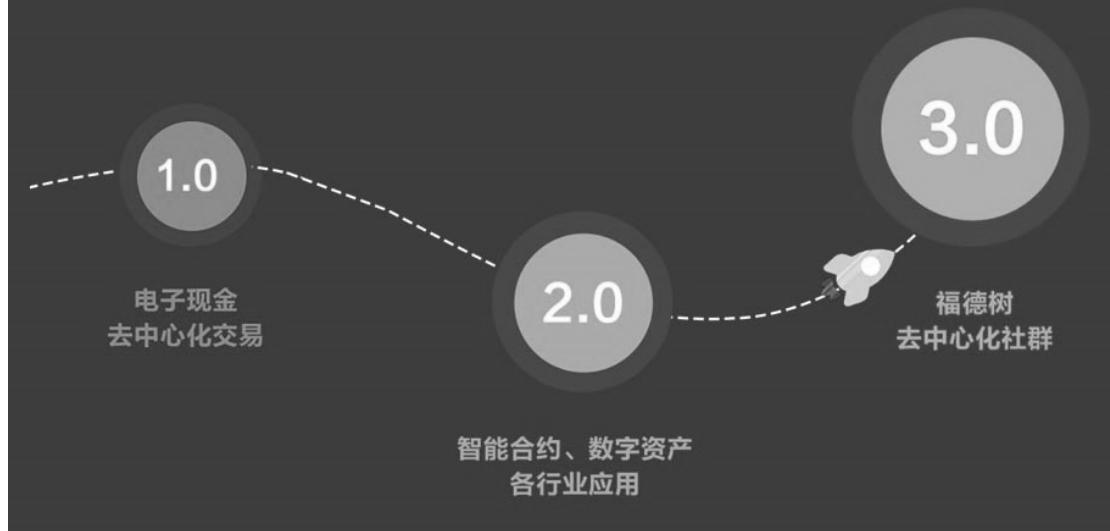 1.0
电子现金
去中心化交易
2.0
智能合约、数字资产
各行业应用
3.0
福德树
去中心化社群